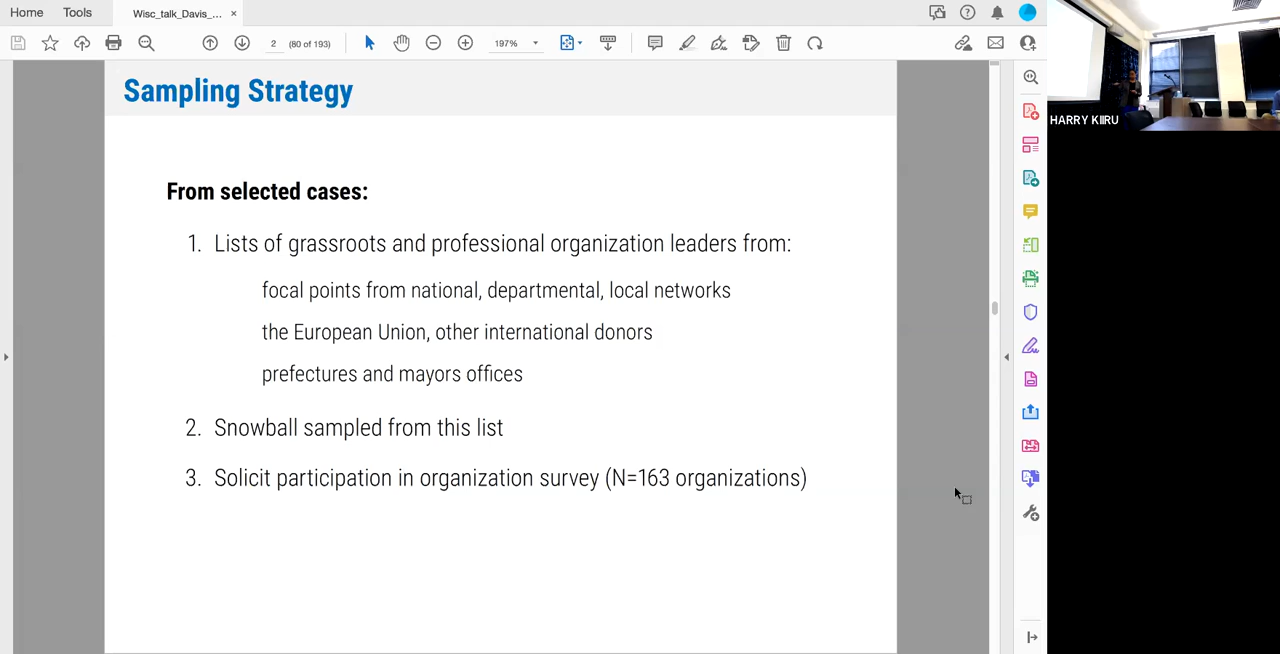 Home Tools Wisc_talk_Davis_... ×
2 (80 of 193) 197%
Sampling Strategy
From selected cases:
1. Lists of grassroots and professional organization leaders from:
focal points from national, departmental, local networks
the European Union, other international donors
prefectures and mayors offices
2. Snowball sampled from this list
3. Solicit participation in organization survey (N=163 organizations)
HARRY KIIRU